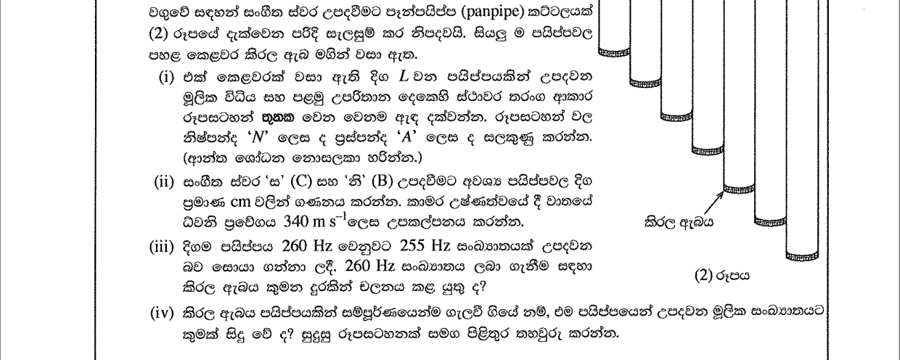 වගුවේ සඳහන් සංගීත ස්වර උපදවීමට පෑන්පයිප්ප (panpipe) කට්ටලයක්
(2) රූපයේ දැක්වෙන පරිදි සැලසුම් කර නිපදවයි. සියලු ම පයිප්පවල
පහළ කෙළවර කිරල ඇබ මගින් වසා ඇත.
(i) එක් කෙළවරක් වසා ඇති දිග L වන පයිප්පයකින් උපදවන
මූලික විධිය සහ පළමු උපරිතාන දෙකෙහි ස්ථාවර තරංග ආකාර
රූපසටහන් තුනක වෙන වෙනම ඇඳ දක්වන්න. රූපසටහන් වල
නිෂ්පන්ද ‘N’ ලෙස ද ප්‍රස්පන්ද ‘A’ ලෙස ද සලකුණු කරන්න.
(ආන්ත ශෝධන නොසලකා හරින්න.)
(ii) සංගීත ස්වර ‘ස’ (C) සහ ‘නි’ (B) උපදවීමට අවශ්‍ය පයිප්පවල දිග
ප්‍රමාණ cm වලින් ගණනය කරන්න. කාමර උෂ්ණත්වයේ දී වාතයේ
ධ්වනි ප්‍රවේගය 340 m s⁻¹ ලෙස උපකල්පනය කරන්න.
කිරල ඇබය
(iii) දිගම පයිප්පය 260 Hz වෙනුවට 255 Hz සංඛ්‍යාතයක් උපදවන
බව සොයා ගන්නා ලදී. 260 Hz සංඛ්‍යාතය ලබා ගැනීම සඳහා
කිරල ඇබය කුමන දුරකින් චලනය කළ යුතු ද?
(2) රූපය
(iv) කිරල ඇබය පයිප්පයකින් සම්පූර්ණයෙන්ම ගැලවී ගියේ නම්, එම පයිප්පයෙන් උපදවන මූලික සංඛ්‍යාතයට
කුමක් සිදු වේ ද? සුදුසු රූපසටහනක් සමග පිළිතුර තහවුරු කරන්න.